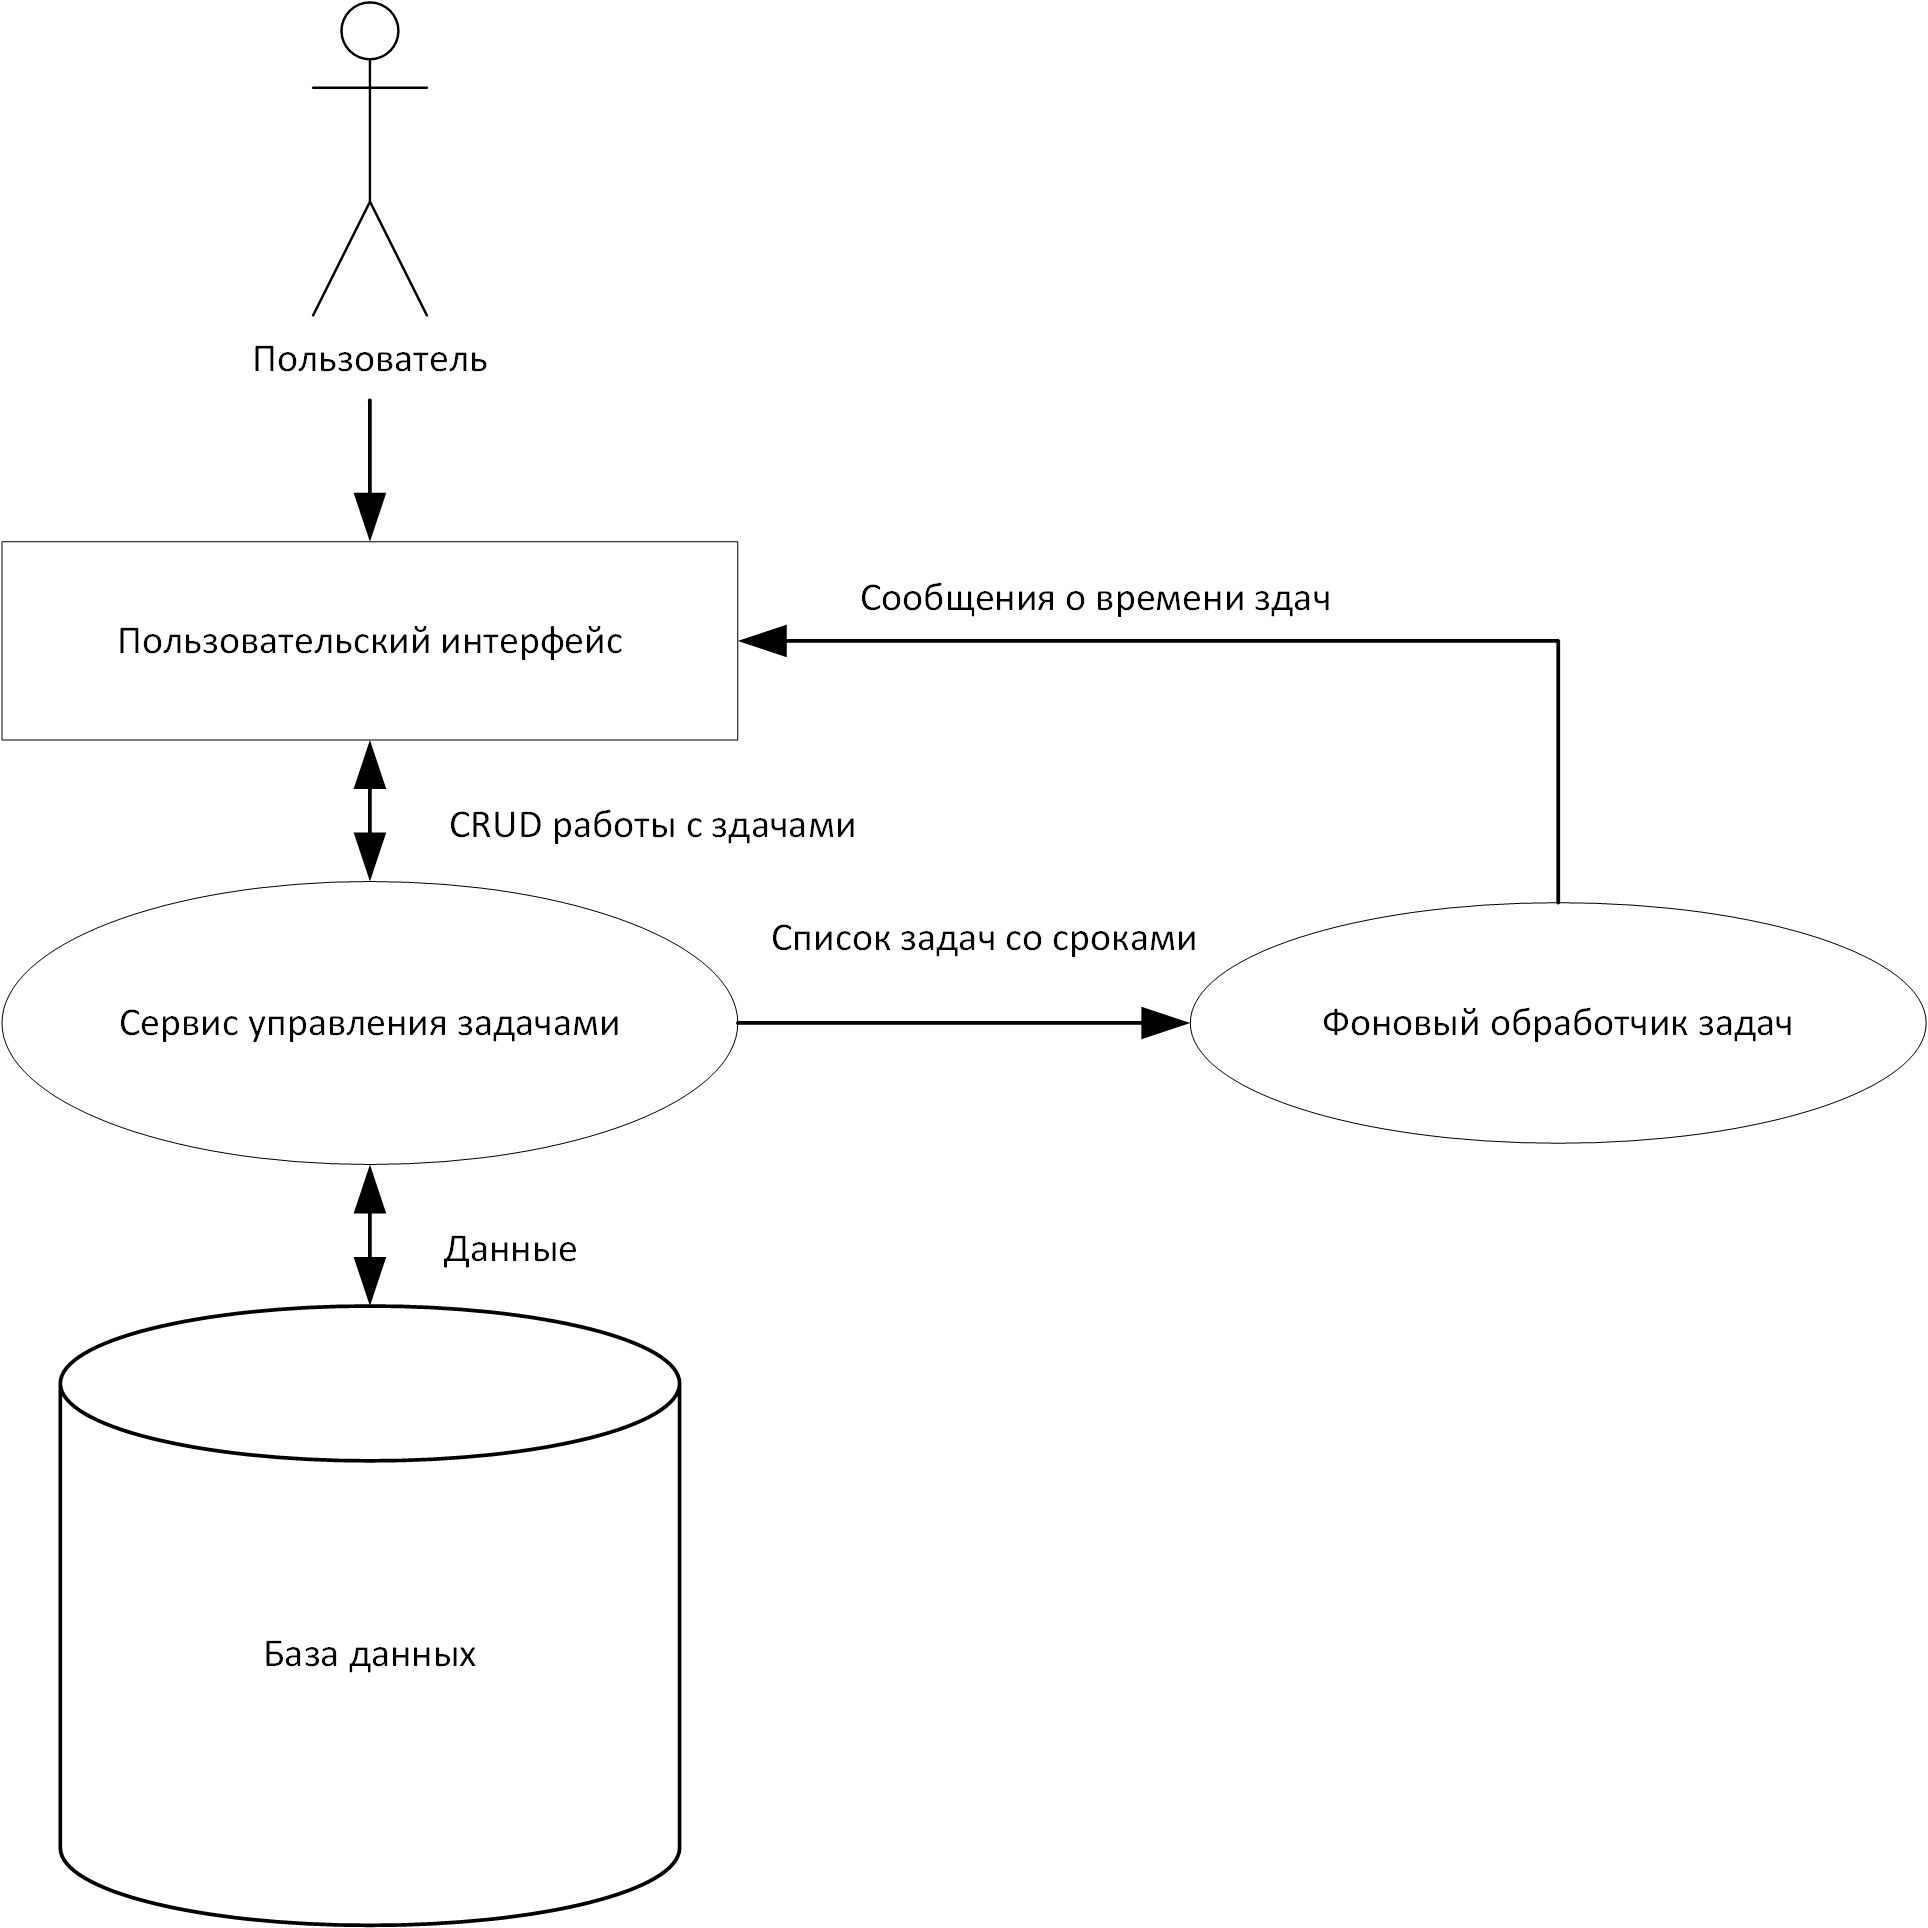 Пользователь
Сообщения о времени здач
Пользовательский интерфейс
CRUD работы с здачами
Список задач со сроками
Сервис управления задачами
Фоновый обработчик задач
Данные
База данных